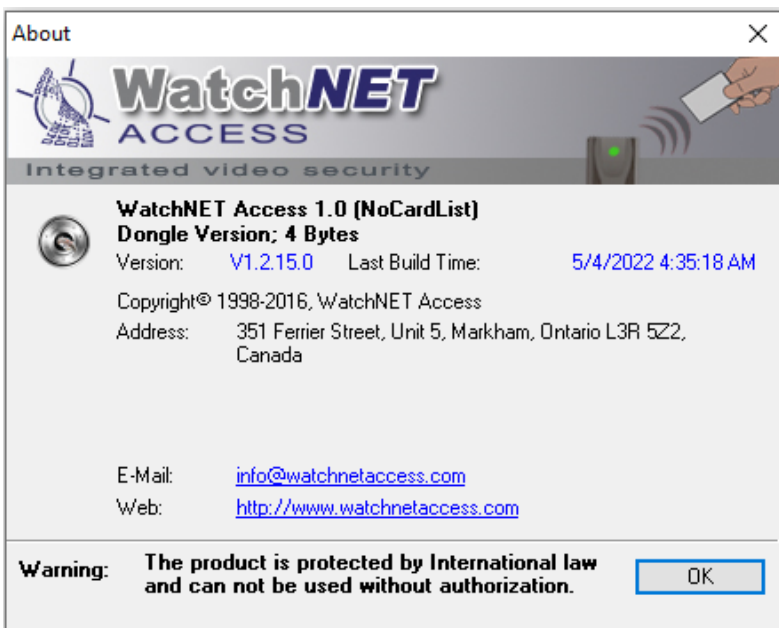 About
WatchNET
ACCESS
Integrated video security
WatchNET Access 1.0 (NoCardList)
Dongle Version; 4 Bytes
Version: V1.2.15.0 Last Build Time: 5/4/2022 4:35:18 AM
Copyright© 1998-2016, WatchNET Access
Address: 351 Ferrier Street, Unit 5, Markham, Ontario L3R 5Z2,
Canada
E-Mail: info@watchnetaccess.com
Web: http://www.watchnetaccess.com
Warning: The product is protected by International law
and can not be used without authorization.
OK